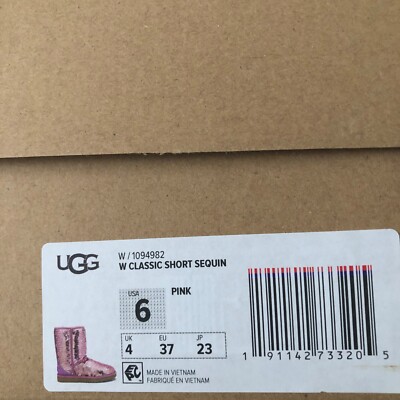 UGG
W / 1094982
W CLASSIC SHORT SEQUIN
USA
6
PINK
UK EU JP
4 37 23
MADE IN VIETNAM
FABRIQUÉ EN VIETNAM
1 91142 73320 5